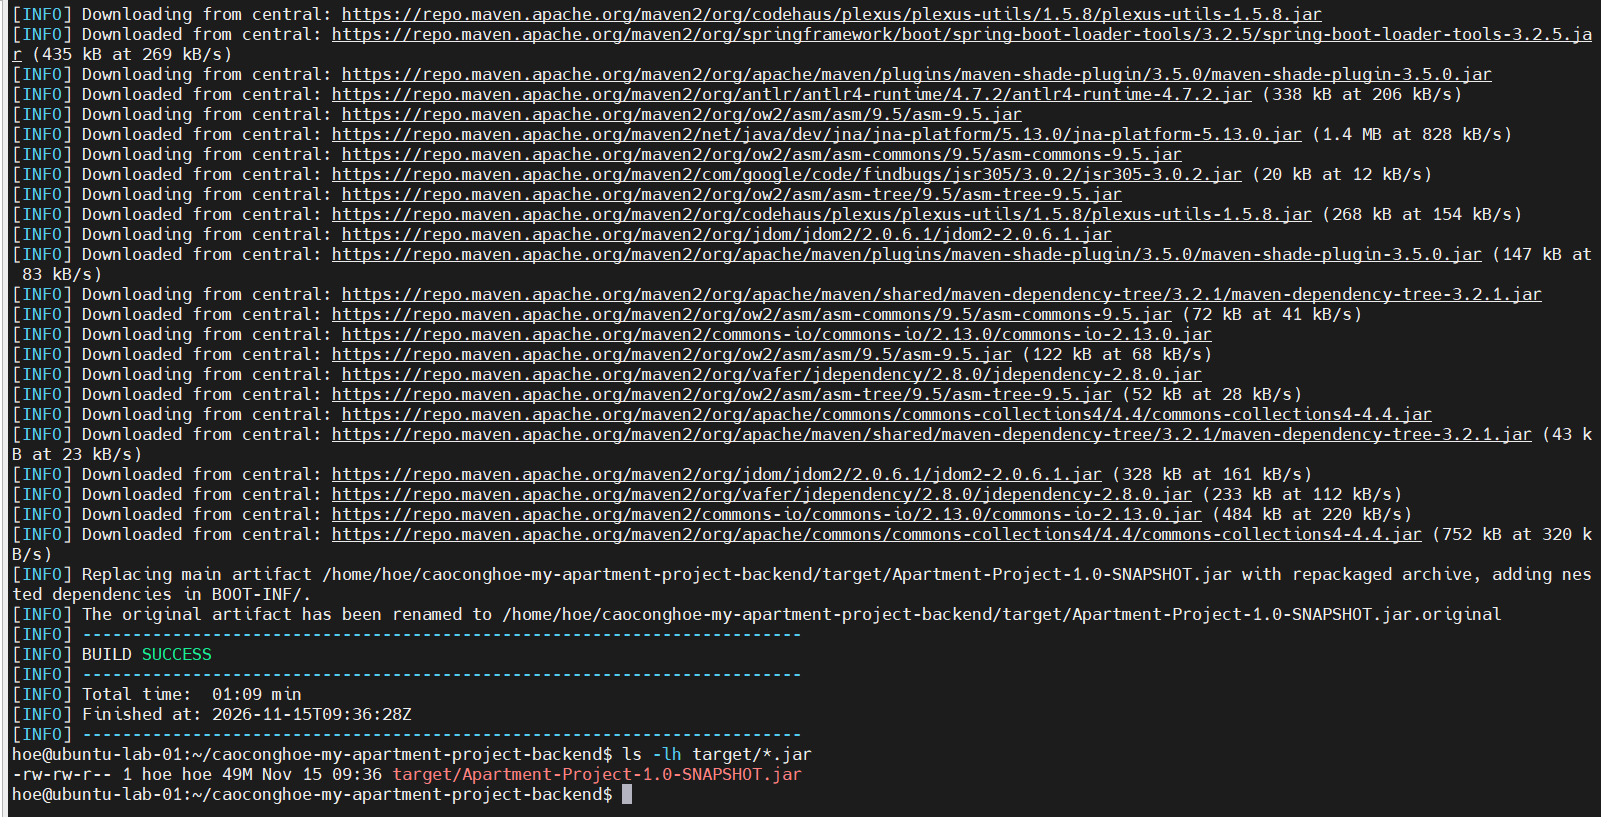 [INFO] Downloading from central: https://repo.maven.apache.org/maven2/org/codehaus/plexus/plexus-utils/1.5.8/plexus-utils-1.5.8.jar
[INFO] Downloaded from central: https://repo.maven.apache.org/maven2/org/springframework/boot/spring-boot-loader-tools/3.2.5/spring-boot-loader-tools-3.2.5.ja
r (435 kB at 269 kB/s)
[INFO] Downloading from central: https://repo.maven.apache.org/maven2/org/apache/maven/plugins/maven-shade-plugin/3.5.0/maven-shade-plugin-3.5.0.jar
[INFO] Downloaded from central: https://repo.maven.apache.org/maven2/org/antlr/antlr4-runtime/4.7.2/antlr4-runtime-4.7.2.jar (338 kB at 206 kB/s)
[INFO] Downloading from central: https://repo.maven.apache.org/maven2/org/ow2/asm/asm/9.5/asm-9.5.jar
[INFO] Downloaded from central: https://repo.maven.apache.org/maven2/net/java/dev/jna/jna-platform/5.13.0/jna-platform-5.13.0.jar (1.4 MB at 828 kB/s)
[INFO] Downloading from central: https://repo.maven.apache.org/maven2/org/ow2/asm/asm-commons/9.5/asm-commons-9.5.jar
[INFO] Downloaded from central: https://repo.maven.apache.org/maven2/com/google/code/findbugs/jsr305/3.0.2/jsr305-3.0.2.jar (20 kB at 12 kB/s)
[INFO] Downloading from central: https://repo.maven.apache.org/maven2/org/ow2/asm/asm-tree/9.5/asm-tree-9.5.jar
[INFO] Downloaded from central: https://repo.maven.apache.org/maven2/org/codehaus/plexus/plexus-utils/1.5.8/plexus-utils-1.5.8.jar (268 kB at 154 kB/s)
[INFO] Downloading from central: https://repo.maven.apache.org/maven2/org/jdom/jdom2/2.0.6.1/jdom2-2.0.6.1.jar
[INFO] Downloaded from central: https://repo.maven.apache.org/maven2/org/apache/maven/plugins/maven-shade-plugin/3.5.0/maven-shade-plugin-3.5.0.jar (147 kB at
 83 kB/s)
[INFO] Downloading from central: https://repo.maven.apache.org/maven2/org/apache/maven/shared/maven-dependency-tree/3.2.1/maven-dependency-tree-3.2.1.jar
[INFO] Downloaded from central: https://repo.maven.apache.org/maven2/org/ow2/asm/asm-commons/9.5/asm-commons-9.5.jar (72 kB at 41 kB/s)
[INFO] Downloading from central: https://repo.maven.apache.org/maven2/commons-io/commons-io/2.13.0/commons-io-2.13.0.jar
[INFO] Downloaded from central: https://repo.maven.apache.org/maven2/org/ow2/asm/asm/9.5/asm-9.5.jar (122 kB at 68 kB/s)
[INFO] Downloading from central: https://repo.maven.apache.org/maven2/org/vafer/jdependency/2.8.0/jdependency-2.8.0.jar
[INFO] Downloaded from central: https://repo.maven.apache.org/maven2/org/ow2/asm/asm-tree/9.5/asm-tree-9.5.jar (52 kB at 28 kB/s)
[INFO] Downloading from central: https://repo.maven.apache.org/maven2/org/apache/commons/commons-collections4/4.4/commons-collections4-4.4.jar
[INFO] Downloaded from central: https://repo.maven.apache.org/maven2/org/apache/maven/shared/maven-dependency-tree/3.2.1/maven-dependency-tree-3.2.1.jar (43 k
B at 23 kB/s)
[INFO] Downloaded from central: https://repo.maven.apache.org/maven2/org/jdom/jdom2/2.0.6.1/jdom2-2.0.6.1.jar (328 kB at 161 kB/s)
[INFO] Downloaded from central: https://repo.maven.apache.org/maven2/org/vafer/jdependency/2.8.0/jdependency-2.8.0.jar (233 kB at 112 kB/s)
[INFO] Downloaded from central: https://repo.maven.apache.org/maven2/commons-io/commons-io/2.13.0/commons-io-2.13.0.jar (484 kB at 220 kB/s)
[INFO] Downloaded from central: https://repo.maven.apache.org/maven2/org/apache/commons/commons-collections4/4.4/commons-collections4-4.4.jar (752 kB at 320 k
B/s)
[INFO] Replacing main artifact /home/hoe/caoconghoe-my-apartment-project-backend/target/Apartment-Project-1.0-SNAPSHOT.jar with repackaged archive, adding nes
ted dependencies in BOOT-INF/.
[INFO] The original artifact has been renamed to /home/hoe/caoconghoe-my-apartment-project-backend/target/Apartment-Project-1.0-SNAPSHOT.jar.original
[INFO] ------------------------------------------------------------------------
[INFO] BUILD SUCCESS
[INFO] ------------------------------------------------------------------------
[INFO] Total time:  01:09 min
[INFO] Finished at: 2026-11-15T09:36:28Z
[INFO] ------------------------------------------------------------------------
hoe@ubuntu-lab-01:~/caoconghoe-my-apartment-project-backend$ ls -lh target/*.jar
-rw-rw-r-- 1 hoe hoe 49M Nov 15 09:36 target/Apartment-Project-1.0-SNAPSHOT.jar
hoe@ubuntu-lab-01:~/caoconghoe-my-apartment-project-backend$